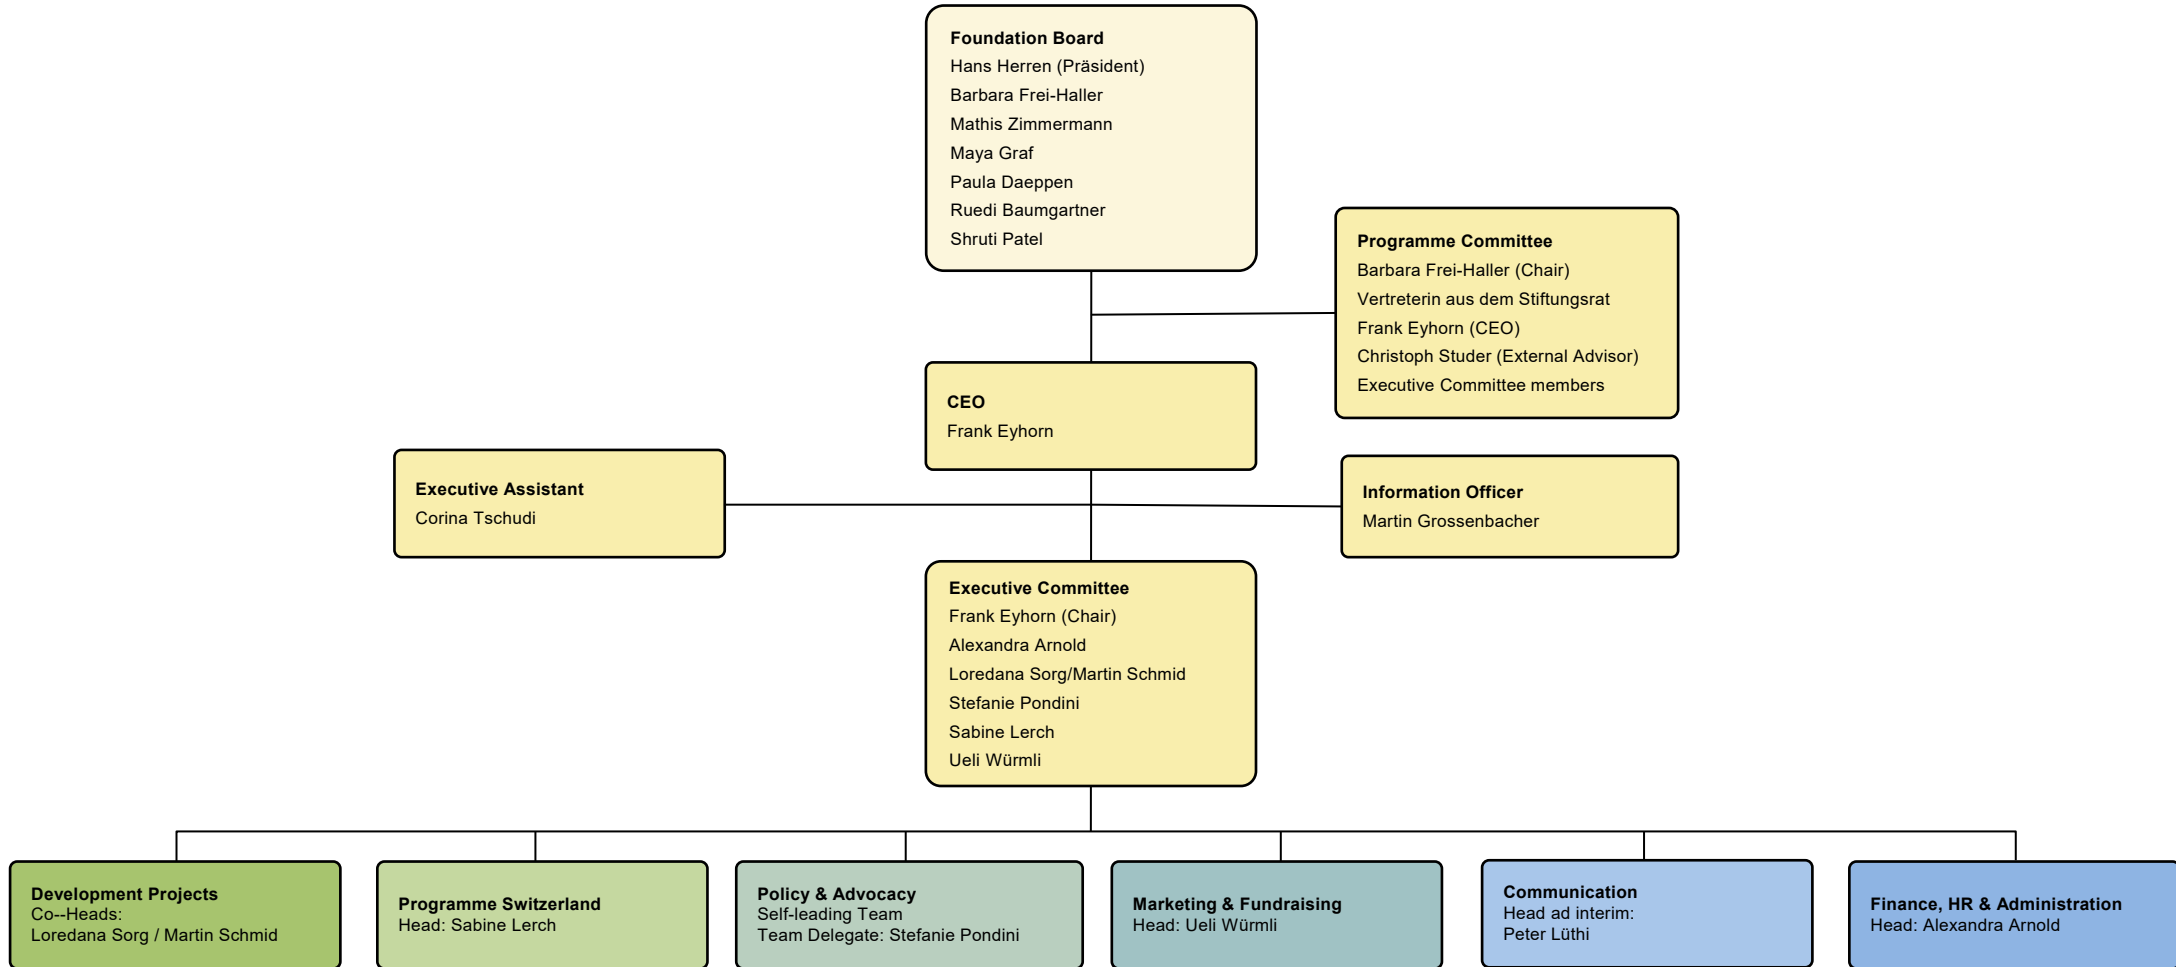 Foundation Board
Hans Herren (Präsident)
Barbara Frei-Haller
Mathis Zimmermann
Maya Graf
Paula Daeppen
Ruedi Baumgartner
Shruti Patel
Programme Committee
Barbara Frei-Haller (Chair)
Vertreterin aus dem Stiftungsrat
Frank Eyhorn (CEO)
Christoph Studer (External Advisor)
Executive Committee members
CEO
Frank Eyhorn
Executive Assistant
Corina Tschudi
Information Officer
Martin Grossenbacher
Executive Committee
Frank Eyhorn (Chair)
Alexandra Arnold
Loredana Sorg/Martin Schmid
Stefanie Pondini
Sabine Lerch
Ueli Würmli
Development Projects
Co--Heads:
Loredana Sorg / Martin Schmid
Programme Switzerland
Head: Sabine Lerch
Policy & Advocacy
Self-leading Team
Team Delegate: Stefanie Pondini
Marketing & Fundraising
Head: Ueli Würmli
Communication
Head ad interim:
Peter Lüthi
Finance, HR & Administration
Head: Alexandra Arnold